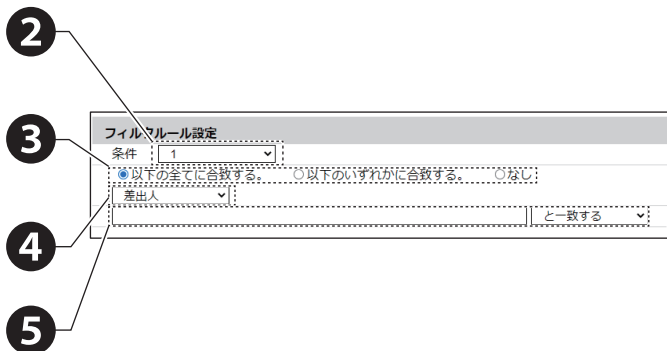 2
3
4
5
フィルタルール設定
条件 1
以下の全てに合致する。 以下のいずれかに合致する。 なし
差出人
と一致する